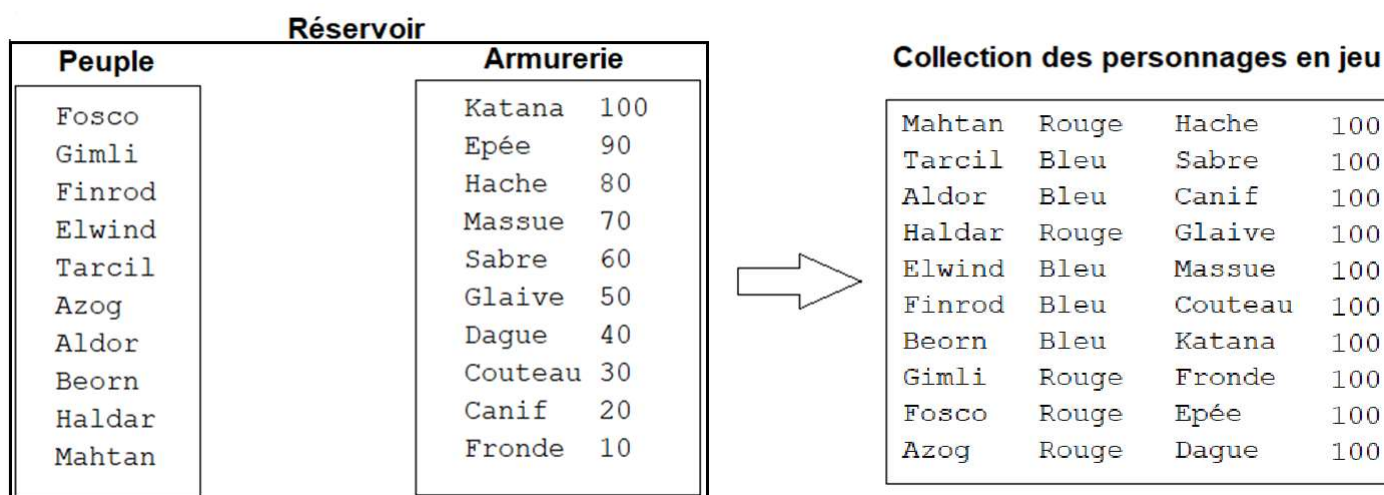 Réservoir
Peuple
Armurerie
Collection des personnages en jeu
Fosco
Gimli
Finrod
Elwind
Tarcil
Azog
Aldor
Beorn
Haldar
Mahtan
Katana 100
Epée 90
Hache 80
Massue 70
Sabre 60
Glaive 50
Dague 40
Couteau 30
Canif 20
Fronde 10
Mahtan Rouge Hache 100
Tarcil Bleu Sabre 100
Aldor Bleu Canif 100
Haldar Rouge Glaive 100
Elwind Bleu Massue 100
Finrod Bleu Couteau 100
Beorn Bleu Katana 100
Gimli Rouge Fronde 100
Fosco Rouge Epée 100
Azog Rouge Dague 100